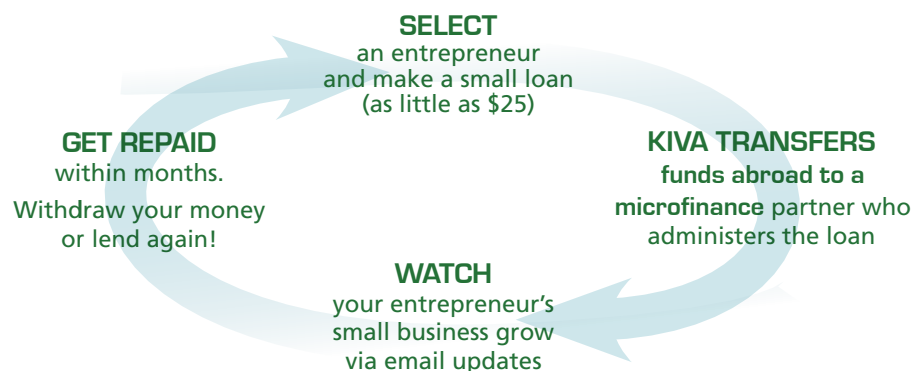 SELECT
an entrepreneur
and make a small loan
(as little as $25)
KIVA TRANSFERS
funds abroad to a
microfinance partner who
administers the loan
WATCH
your entrepreneur’s
small business grow
via email updates
GET REPAID
within months.
Withdraw your money
or lend again!